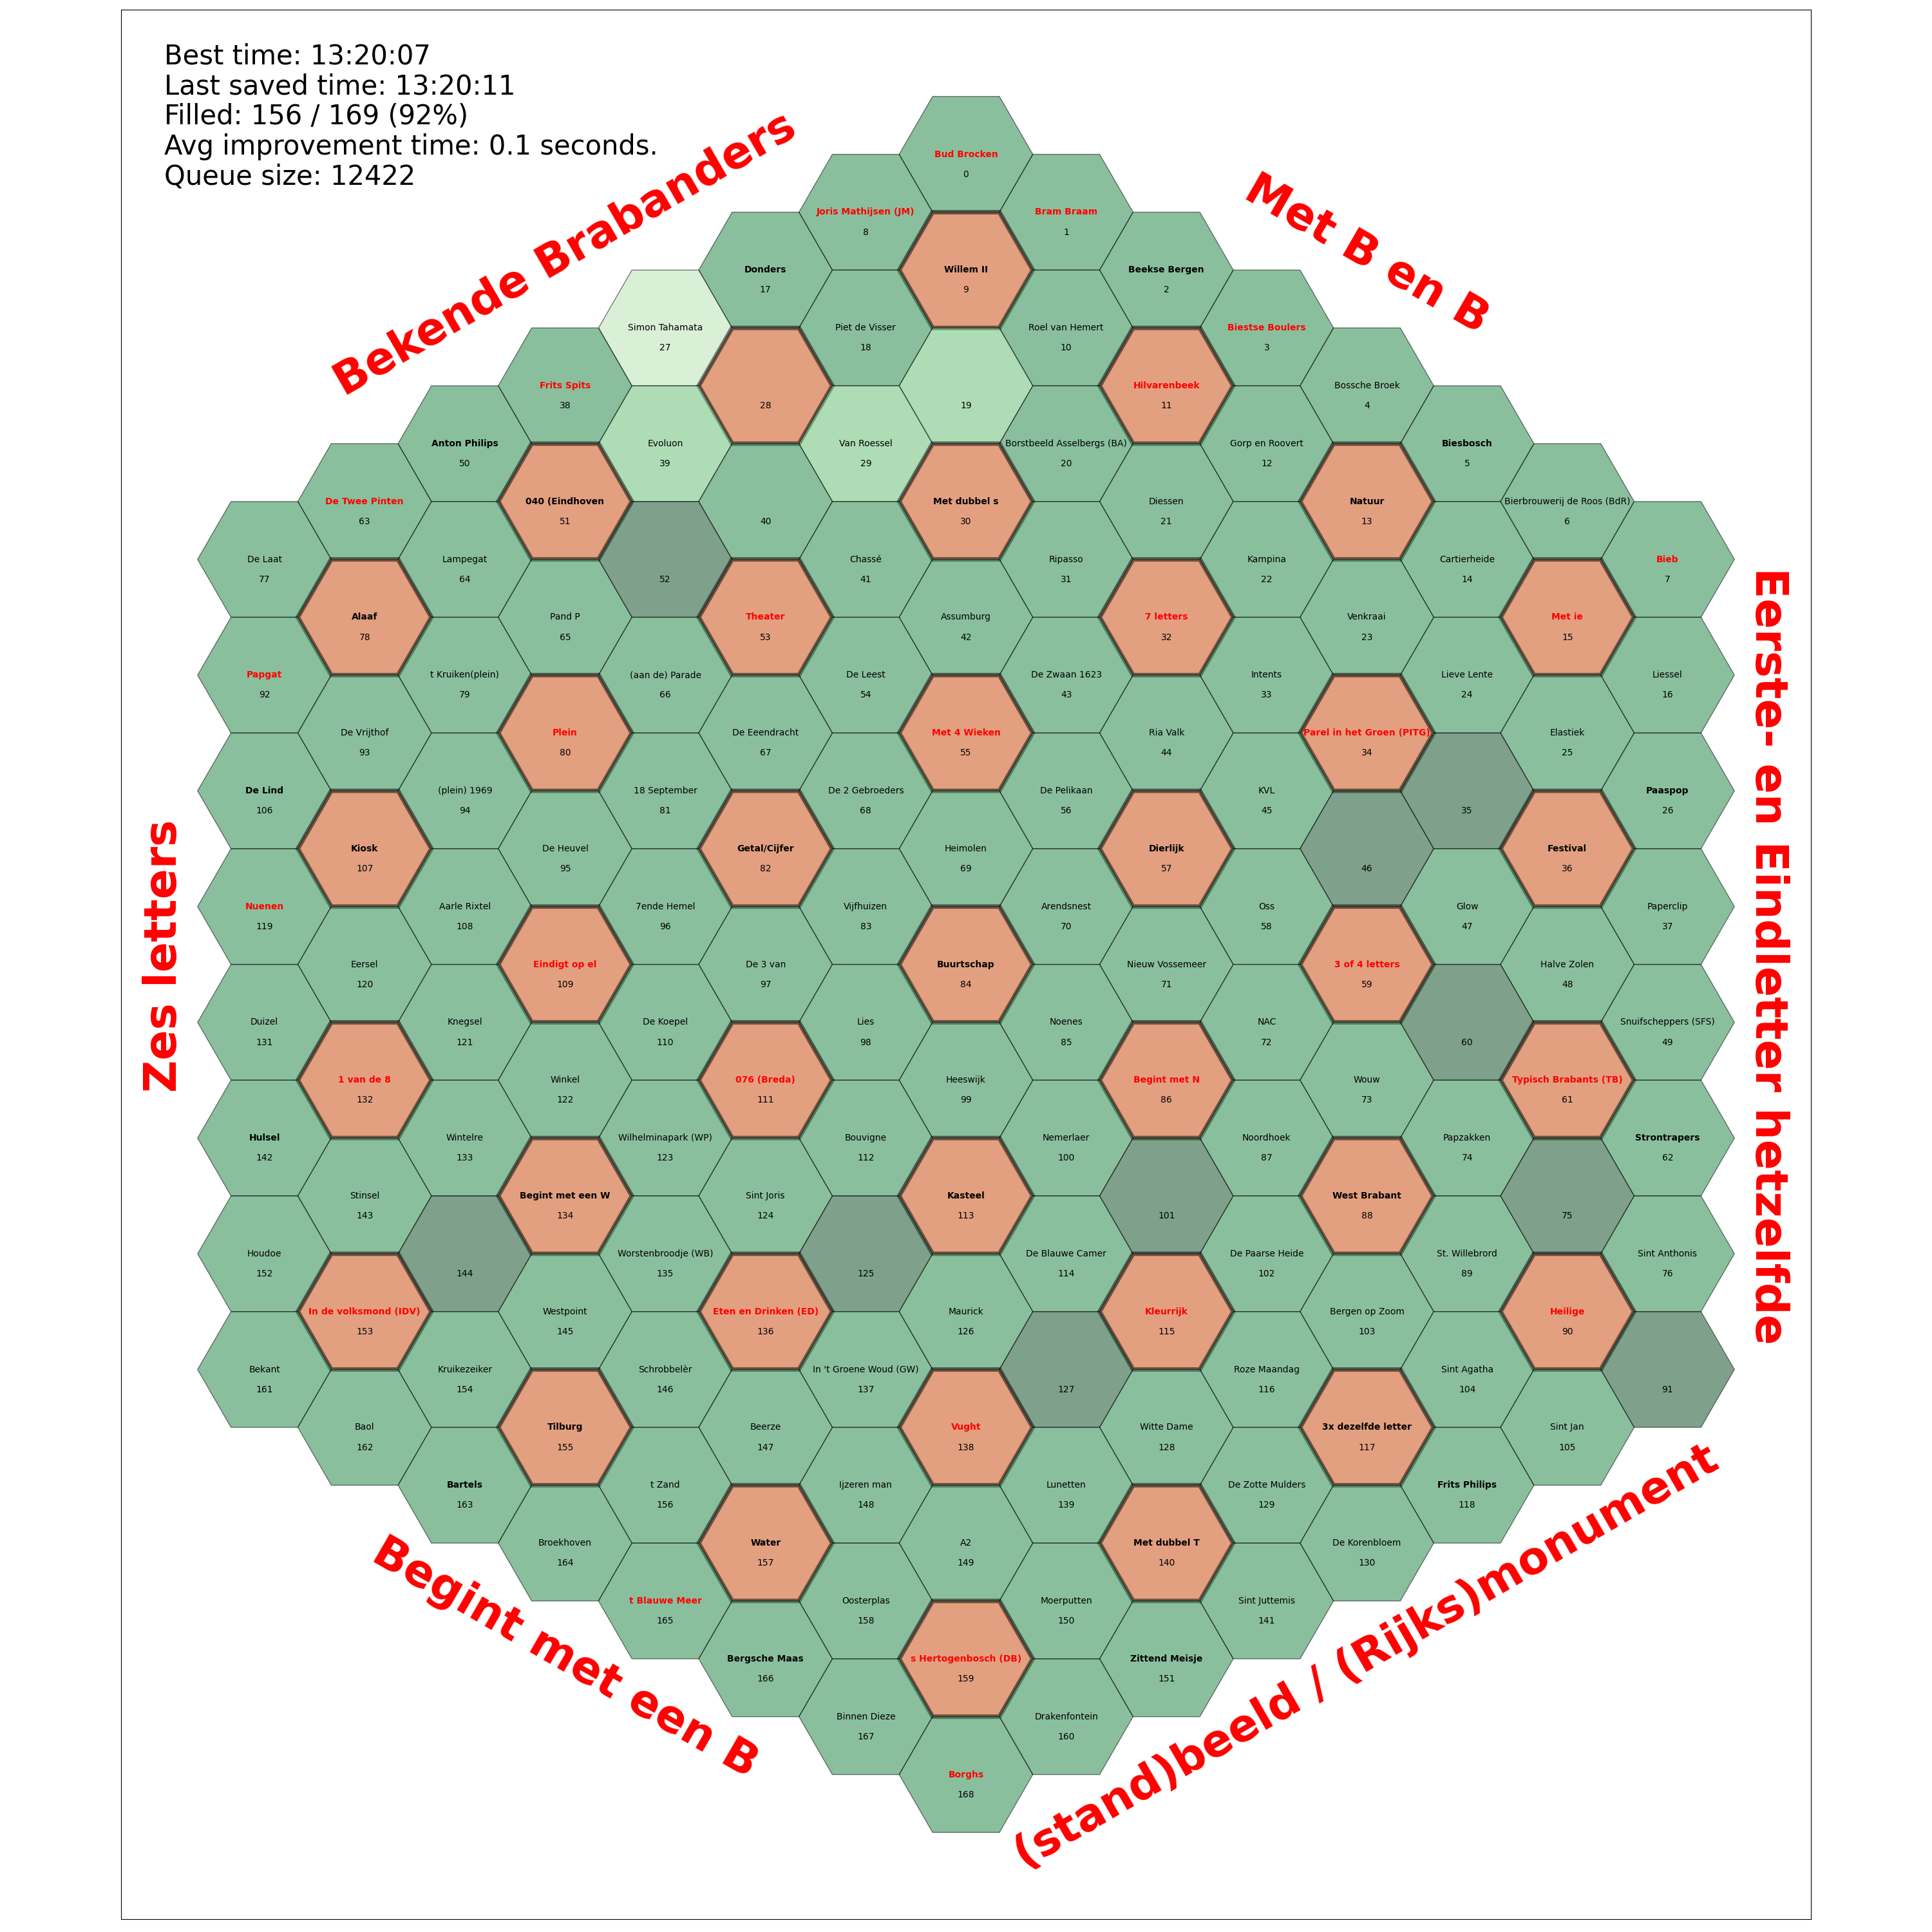 Best time: 13:20:07
Last saved time: 13:20:11
Filled: 156 / 169 (92%)
Avg improvement time: 0.1 seconds.
Queue size: 12422
Bekende Brabanders
Met B en B
Eerste- en Eindletter hetzelfde
(stand)beeld / (Rijks)monument
Begint met een B
Zes letters
Bud Brocken
0
Bram Braam
1
Beekse Bergen
2
Biestse Boulers
3
Bossche Broek
4
Biesbosch
5
Bierbrouwerij de Roos (BdR)
6
Bieb
7
Joris Mathijsen (JM)
8
Willem II
9
Roel van Hemert
10
Hilvarenbeek
11
Gorp en Roovert
12
Natuur
13
Cartierheide
14
Met ie
15
Liessel
16
Donders
17
Piet de Visser
18
19
Borstbeeld Asselbergs (BA)
20
Diessen
21
Kampina
22
Venkraai
23
Lieve Lente
24
Elastiek
25
Paaspop
26
Simon Tahamata
27
28
Van Roessel
29
Met dubbel s
30
Ripasso
31
7 letters
32
Intents
33
Parel in het Groen (PITG)
34
35
Festival
36
Paperclip
37
Frits Spits
38
Evoluon
39
40
Chassé
41
Assumburg
42
De Zwaan 1623
43
Ria Valk
44
KVL
45
46
Glow
47
Halve Zolen
48
Snuifscheppers (SFS)
49
Anton Philips
50
040 (Eindhoven
51
52
Theater
53
De Leest
54
Met 4 Wieken
55
De Pelikaan
56
Dierlijk
57
Oss
58
3 of 4 letters
59
60
Typisch Brabants (TB)
61
Strontrapers
62
De Twee Pinten
63
Lampegat
64
Pand P
65
(aan de) Parade
66
De Eeendracht
67
De 2 Gebroeders
68
Heimolen
69
Arendsnest
70
Nieuw Vossemeer
71
NAC
72
Wouw
73
Papzakken
74
75
Sint Anthonis
76
De Laat
77
Alaaf
78
t Kruiken(plein)
79
Plein
80
18 September
81
Getal/Cijfer
82
Vijfhuizen
83
Buurtschap
84
Noenes
85
Begint met N
86
Noordhoek
87
West Brabant
88
St. Willebrord
89
Heilige
90
91
Papgat
92
De Vrijthof
93
(plein) 1969
94
De Heuvel
95
7ende Hemel
96
De 3 van
97
Lies
98
Heeswijk
99
Nemerlaer
100
101
De Paarse Heide
102
Bergen op Zoom
103
Sint Agatha
104
Sint Jan
105
De Lind
106
Kiosk
107
Aarle Rixtel
108
Eindigt op el
109
De Koepel
110
076 (Breda)
111
Bouvigne
112
Kasteel
113
De Blauwe Camer
114
Kleurrijk
115
Roze Maandag
116
3x dezelfde letter
117
Frits Philips
118
Nuenen
119
Eersel
120
Knegsel
121
Winkel
122
Wilhelminapark (WP)
123
Sint Joris
124
125
Maurick
126
127
Witte Dame
128
De Zotte Mulders
129
De Korenbloem
130
Duizel
131
1 van de 8
132
Wintelre
133
Begint met een W
134
Worstenbroodje (WB)
135
Eten en Drinken (ED)
136
In 't Groene Woud (GW)
137
Vught
138
Lunetten
139
Met dubbel T
140
Sint Juttemis
141
Hulsel
142
Stinsel
143
144
Westpoint
145
Schrobbelèr
146
Beerze
147
Ijzeren man
148
A2
149
Moerputten
150
Zittend Meisje
151
Houdoe
152
In de volksmond (IDV)
153
Kruikezeiker
154
Tilburg
155
t Zand
156
Water
157
Oosterplas
158
s Hertogenbosch (DB)
159
Drakenfontein
160
Bekant
161
Baol
162
Bartels
163
Broekhoven
164
t Blauwe Meer
165
Bergsche Maas
166
Binnen Dieze
167
Borghs
168